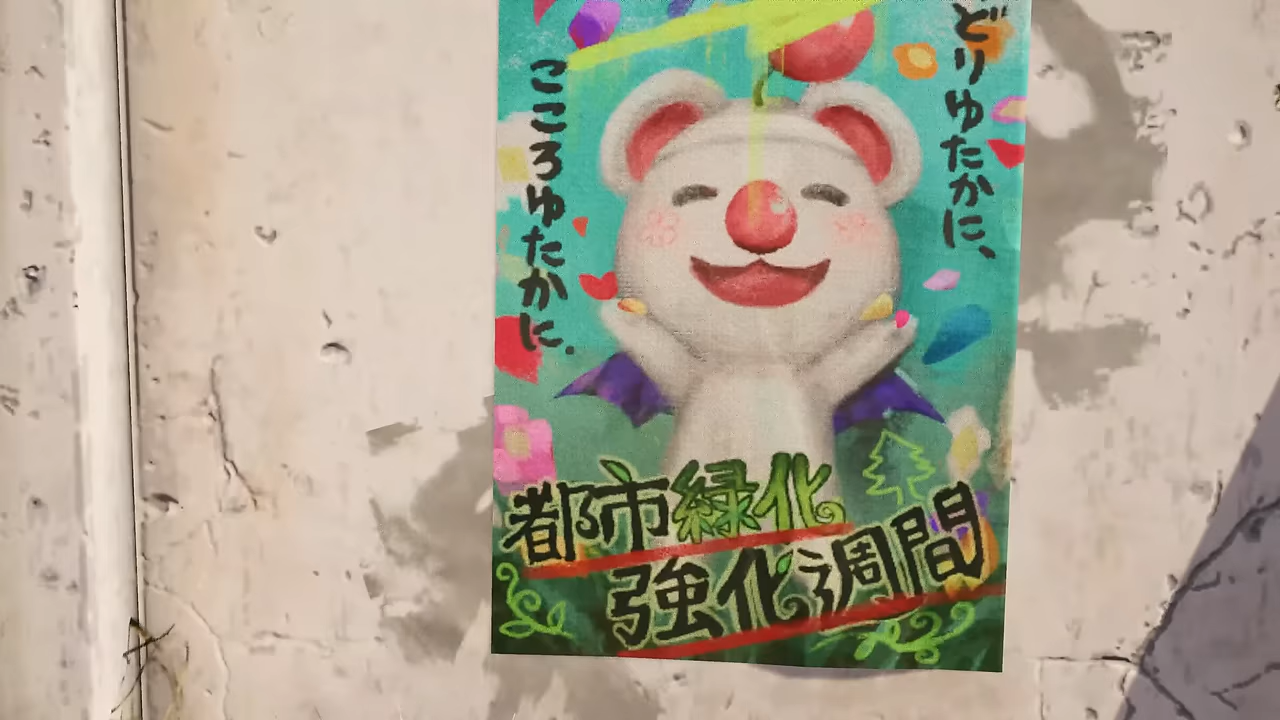 どりゆたかに、
こころゆたかに.
都市緑化
強化週間